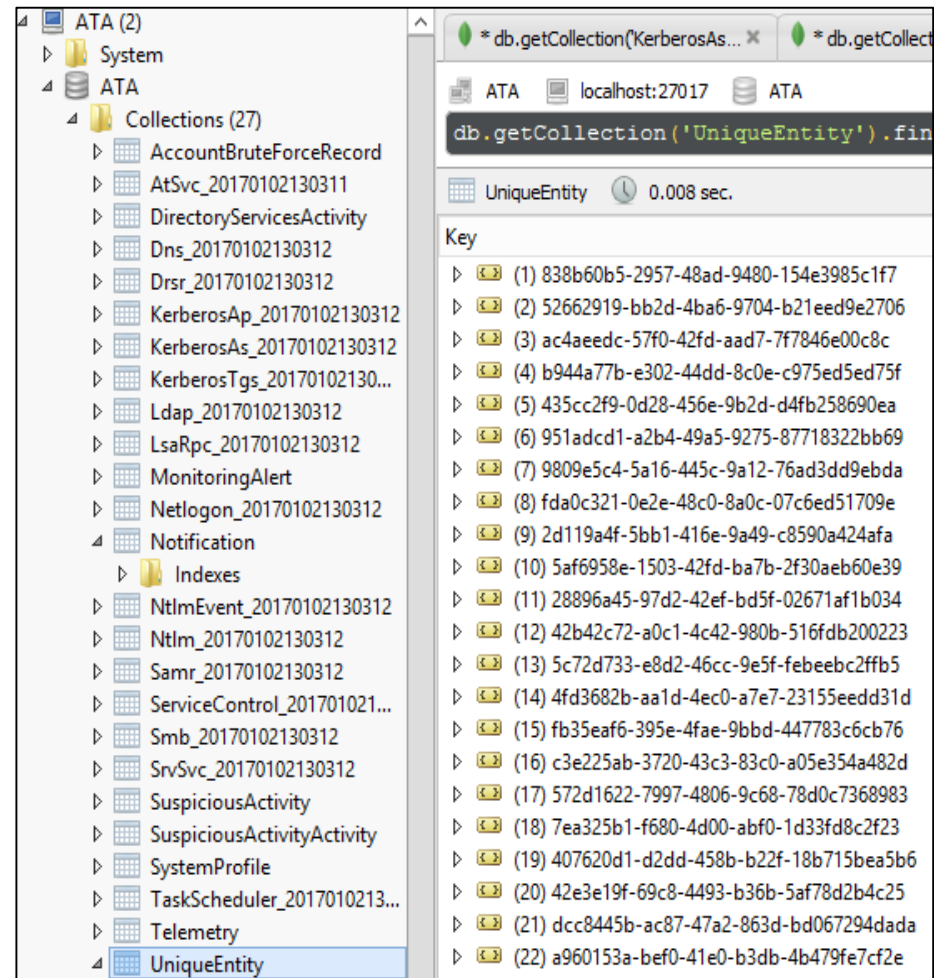 ATA (2)
System
ATA
Collections (27)
AccountBruteForceRecord
AtSvc_20170102130311
DirectoryServicesActivity
Dns_20170102130312
Drsr_20170102130312
KerberosAp_20170102130312
KerberosAs_20170102130312
KerberosTgs_20170102130...
Ldap_20170102130312
LsaRpc_20170102130312
MonitoringAlert
Netlogon_20170102130312
Notification
Indexes
NtlmEvent_20170102130312
Ntlm_20170102130312
Samr_20170102130312
ServiceControl_201701021...
Smb_20170102130312
SrvSvc_20170102130312
SuspiciousActivity
SuspiciousActivityActivity
SystemProfile
TaskScheduler_2017010213...
Telemetry
UniqueEntity
* db.getCollection('KerberosAs... * db.getCollect
ATA localhost:27017 ATA
db.getCollection('UniqueEntity').fin
UniqueEntity 0.008 sec.
Key
(1) 838b60b5-2957-48ad-9480-154e3985c1f7
(2) 52662919-bb2d-4ba6-9704-b21eed9e2706
(3) ac4aeedc-57f0-42fd-aad7-7f7846e00c8c
(4) b944a77b-e302-44dd-8c0e-c975ed5ed75f
(5) 435cc2f9-0d28-456e-9b2d-d4fb258690ea
(6) 951adcd1-a2b4-49a5-9275-87718322bb69
(7) 9809e5c4-5a16-445c-9a12-76ad3dd9ebda
(8) fda0c321-0e2e-48c0-8a0c-07c6ed51709e
(9) 2d119a4f-5bb1-416e-9a49-c8590a424afa
(10) 5af6958e-1503-42fd-ba7b-2f30aeb60e39
(11) 28896a45-97d2-42ef-bd5f-02671af1b034
(12) 42b42c72-a0c1-4c42-980b-516fdb200223
(13) 5c72d733-e8d2-46cc-9e5f-febeebc2ffb5
(14) 4fd3682b-aa1d-4ec0-a7e7-23155eedd31d
(15) fb35eaf6-395e-4fae-9bbd-447783c6cb76
(16) c3e225ab-3720-43c3-83c0-a05e354a482d
(17) 572d1622-7997-4806-9c68-78d0c7368983
(18) 7ea325b1-f680-4d00-abf0-1d33fd8c2f23
(19) 407620d1-d2dd-458b-b22f-18b715bea5b6
(20) 42e3e19f-69c8-4493-b36b-5af78d2b4c25
(21) dcc8445b-ac87-47a2-863d-bd067294dada
(22) a960153a-bef0-41e0-b3db-4b479fe7cf2e